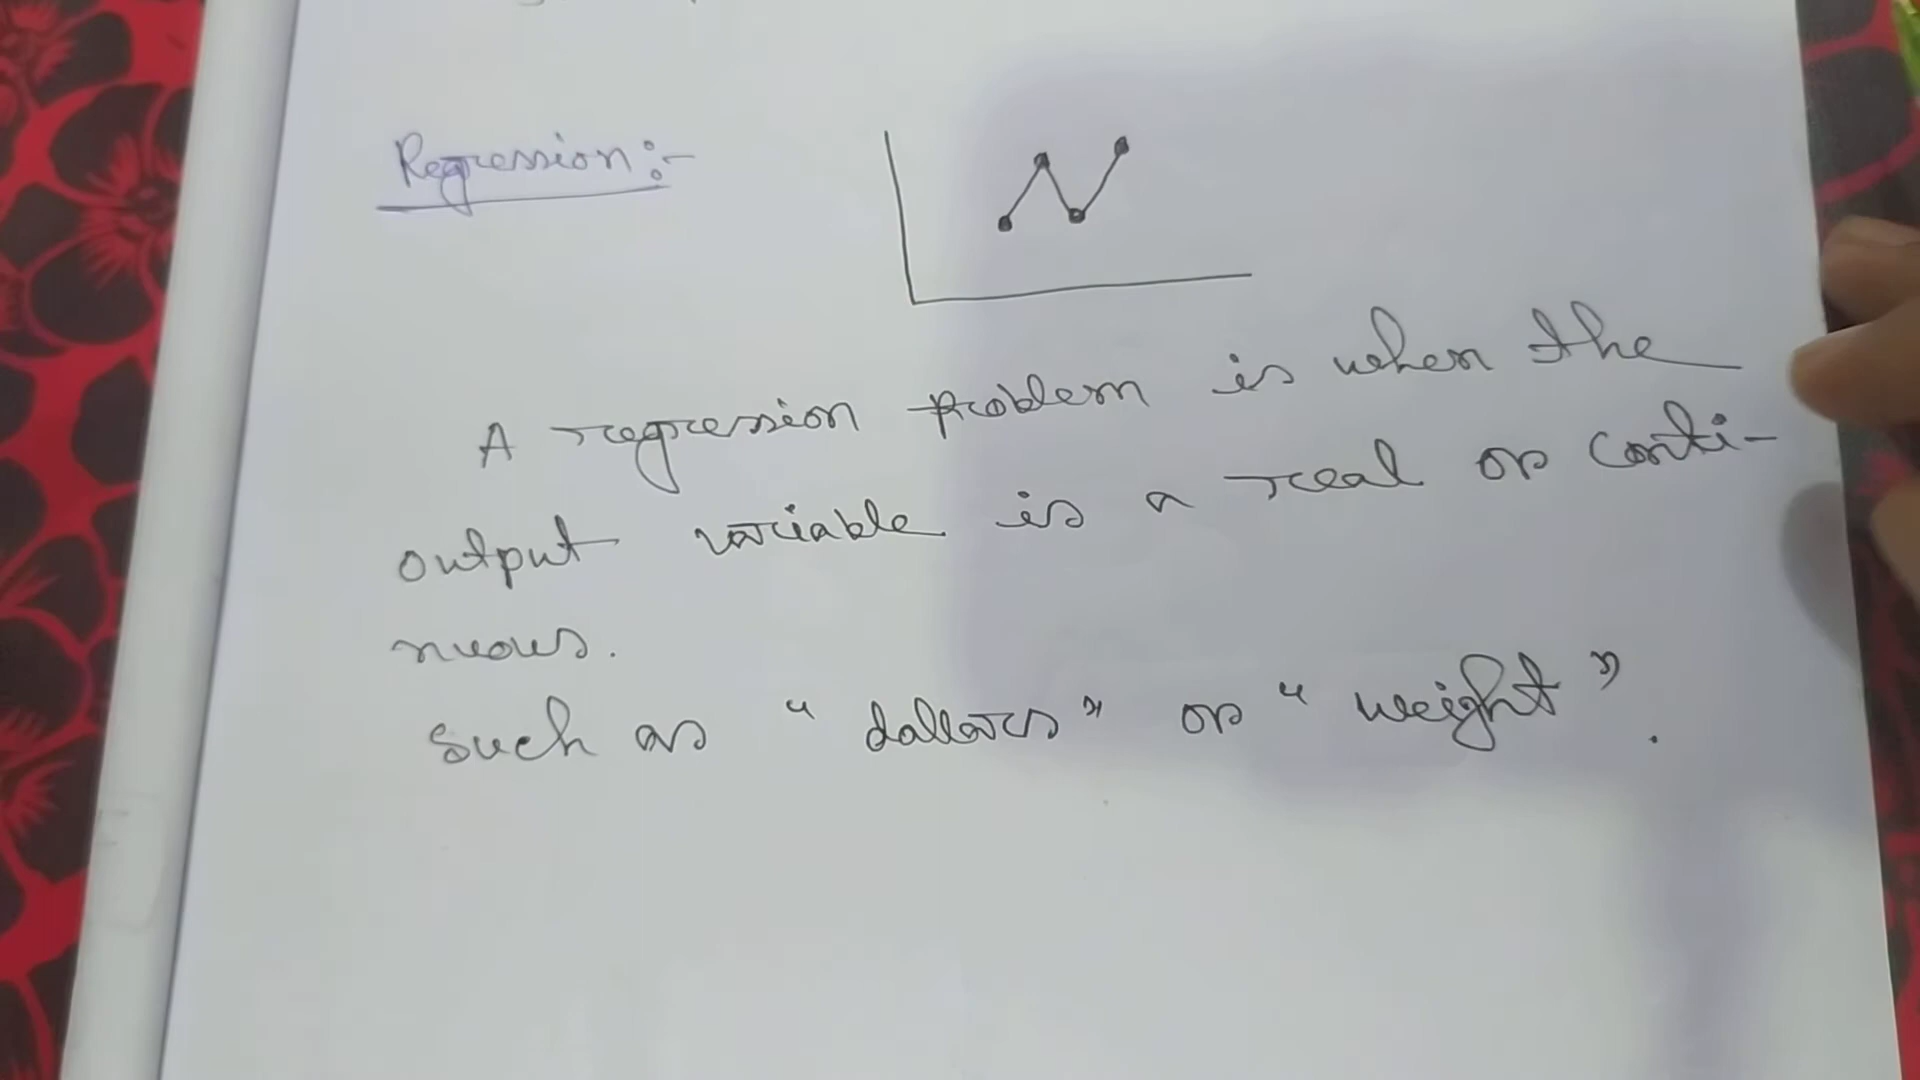 Regression:-
A regression problem is when the
output variable is a real or conti-
nuous.
such as "dollars" or "weight".